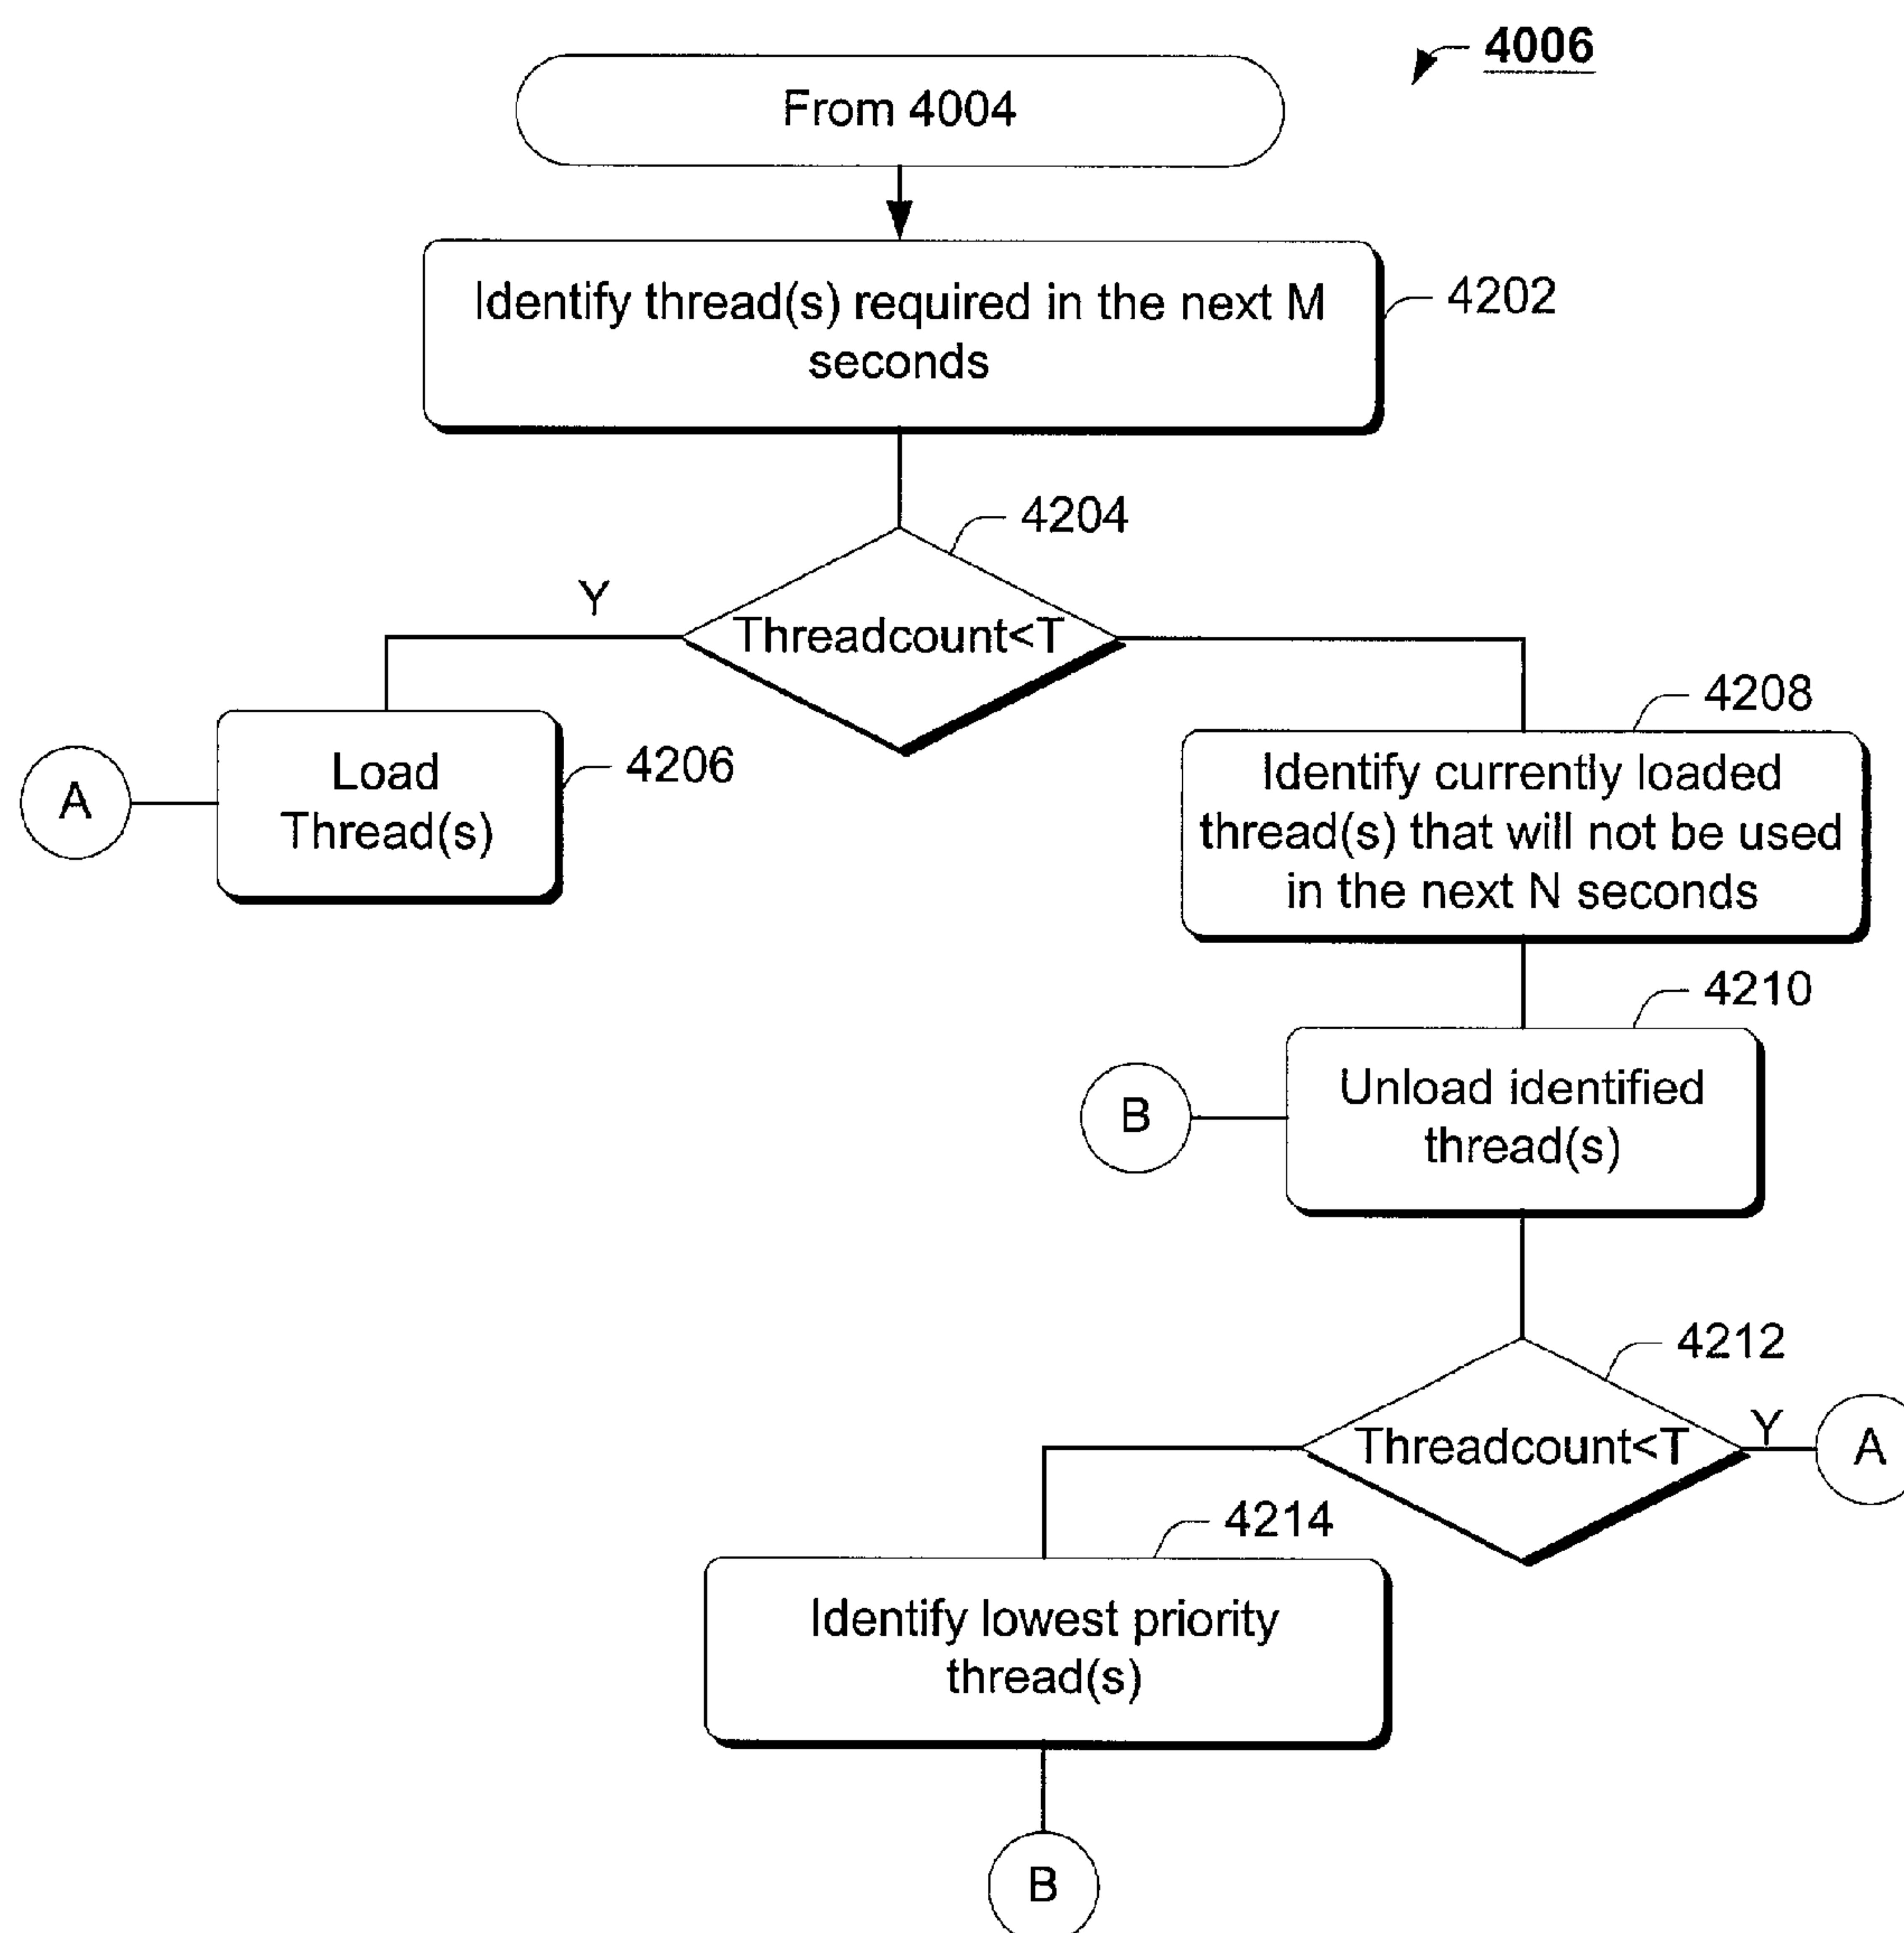 4006
From 4004
Identify thread(s) required in the next M
seconds
4202
4204
Y
Threadcount<T
4208
A
Load
Thread(s)
4206
Identify currently loaded
thread(s) that will not be used
in the next N seconds
4210
B
Unload identified
thread(s)
4212
Threadcount<T
Y
A
4214
Identify lowest priority
thread(s)
B